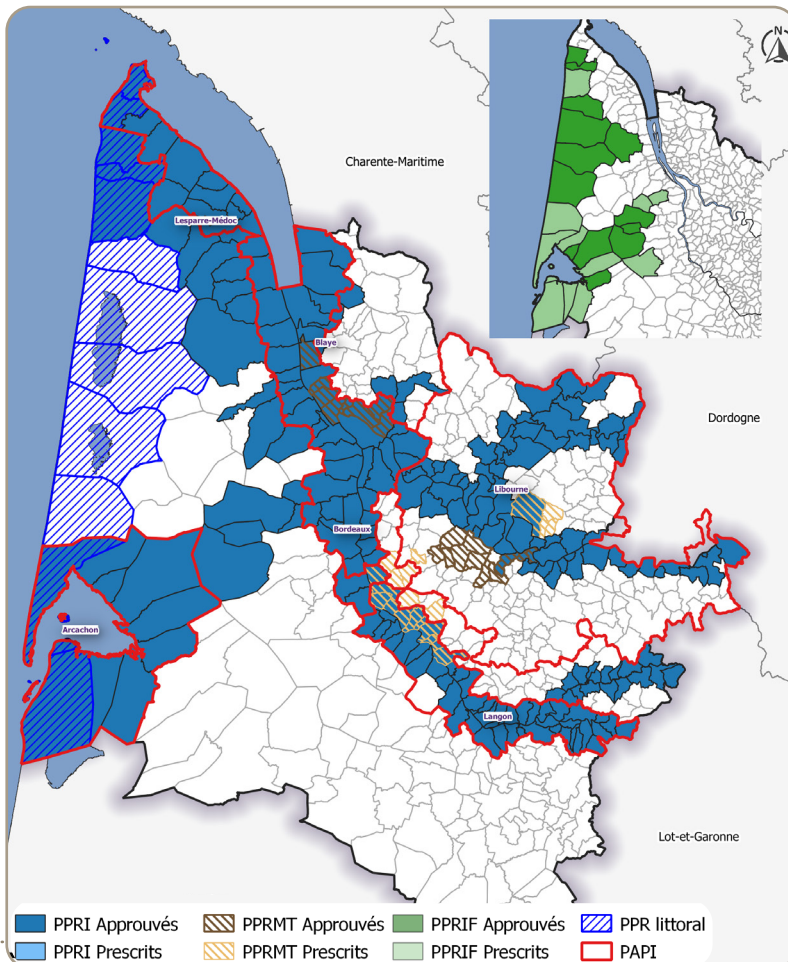 N
Charente-Maritime
Lesparre-Médoc
Blaye
Dordogne
Libourne
Bordeaux
Arcachon
Langon
Lot-et-Garonne
PPRI Approuvés
PPRMT Approuvés
PPRIF Approuvés
PPR littoral
PPRI Prescrits
PPRMT Prescrits
PPRIF Prescrits
PAPI